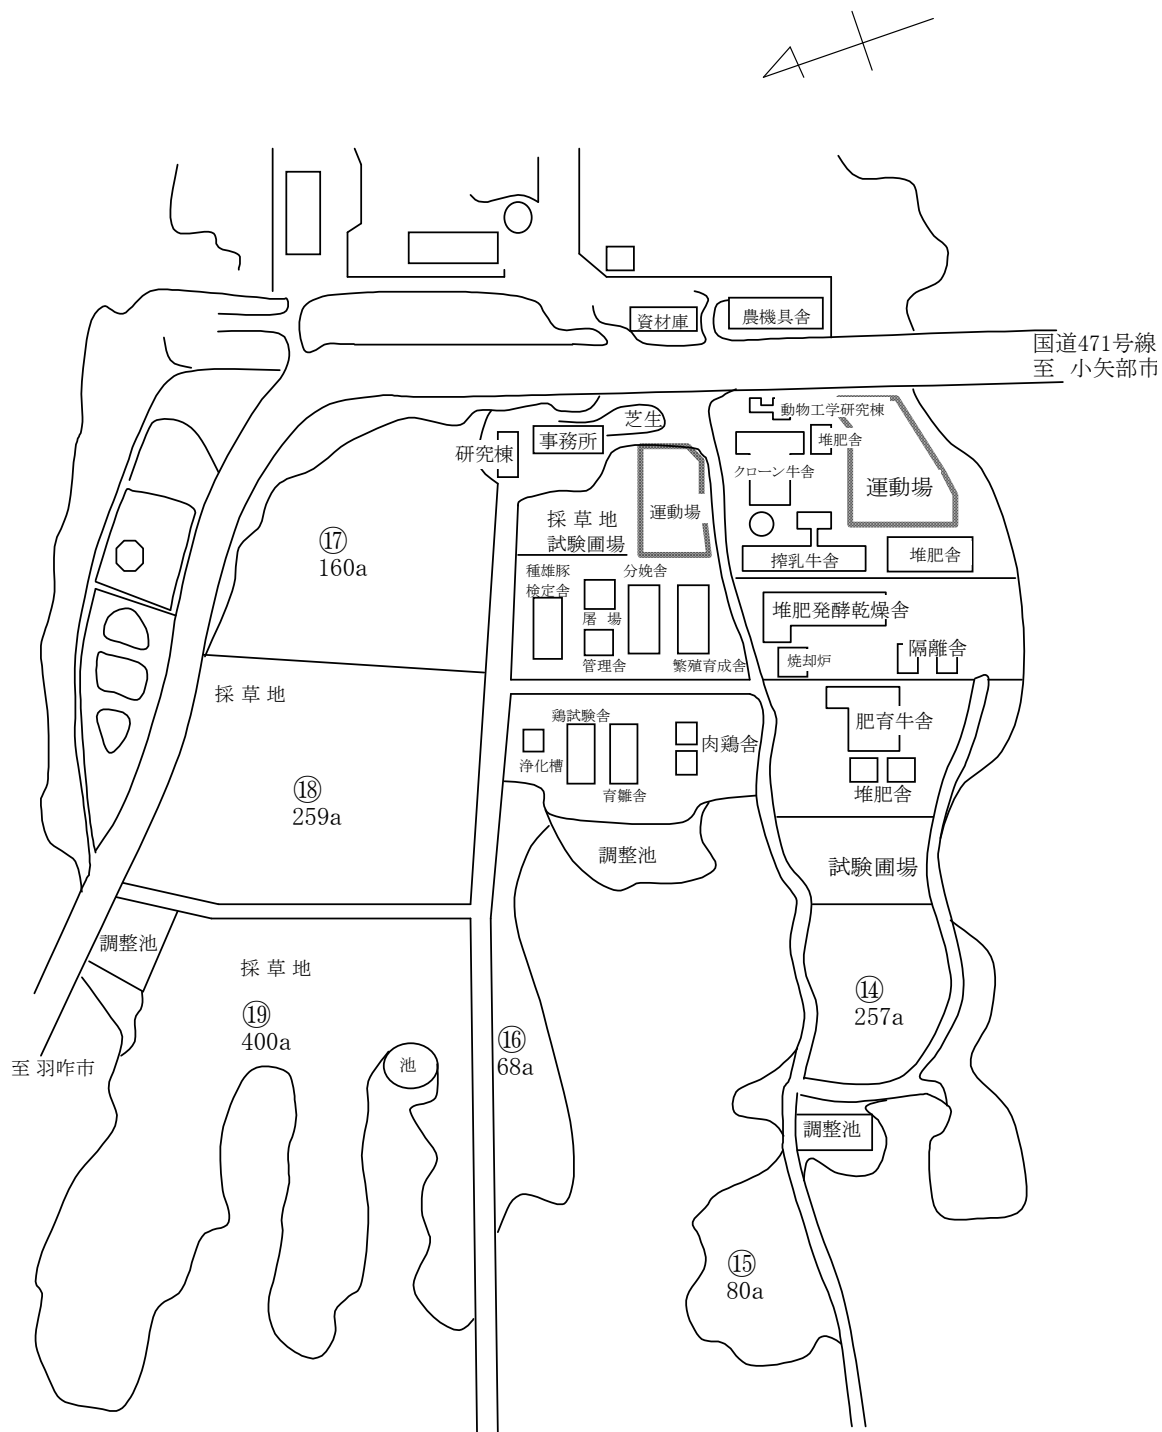 資材庫
農機具舎
国道471号線
至 小矢部市
動物工学研究棟
芝生
事務所
研究棟
堆肥舎
クローン牛舎
運動場
運動場
採 草 地
試験圃場
⑰
160a
搾乳牛舎
堆肥舎
種雄豚
検定舎
分娩舎
屠 場
管理舎
繁殖育成舎
堆肥発酵乾燥舎
焼却炉
隔離舎
採 草 地
鶏試験舎
肉鶏舎
浄化槽
育雛舎
肥育牛舎
堆肥舎
⑱
259a
調整池
試験圃場
調整池
採 草 地
⑲
400a
⑭
257a
至 羽咋市
池
⑯
68a
調整池
⑮
80a